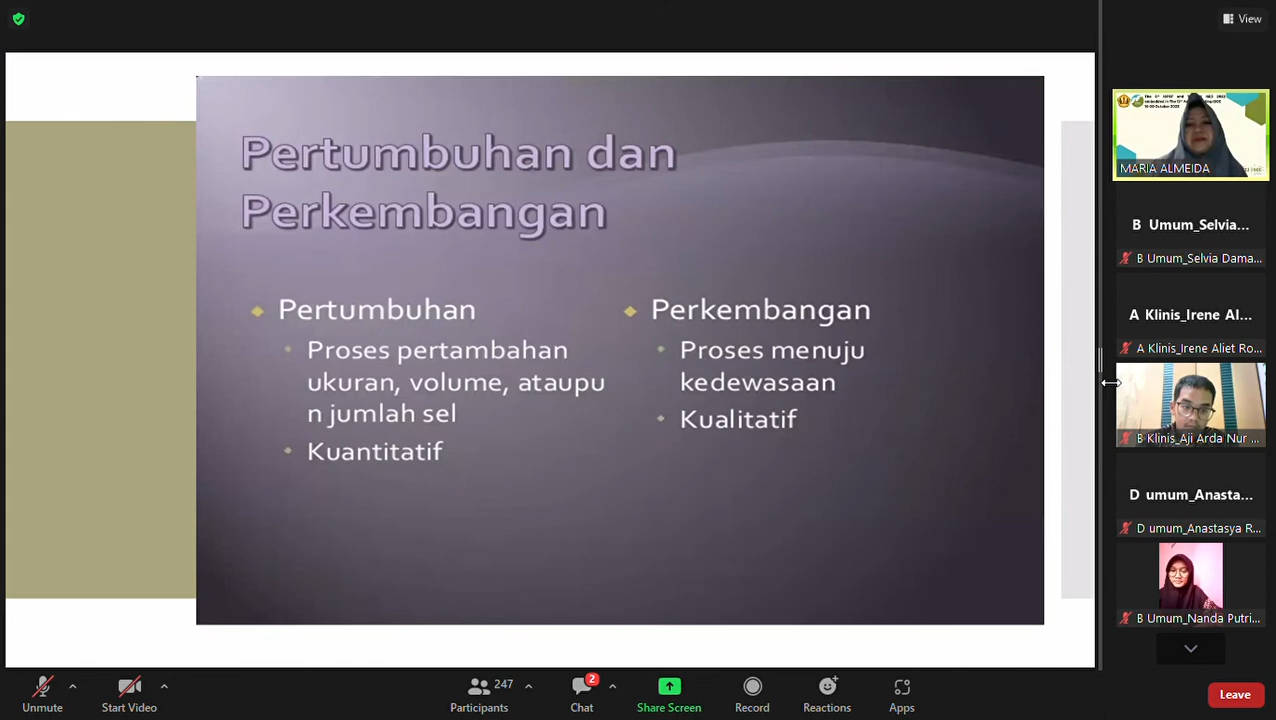 View
MARIA ALMEIDA
Pertumbuhan dan
Perkembangan
Pertumbuhan
Proses pertambahan
ukuran, volume, ataupu
n jumlah sel
Kuantitatif
Perkembangan
Proses menuju
kedewasaan
Kualitatif
B Umum_Selvia...
B Umum_Selvia Dama...
A Klinis_Irene Al...
A Klinis_Irene Aliet Ro...
B Klinis_Aji Arda Nur ...
D umum_Anasta...
D umum_Anastasya R...
B Umum_Nanda Putri...
Unmute
Start Video
247
Participants
2
Chat
Share Screen
Record
Reactions
Apps
Leave